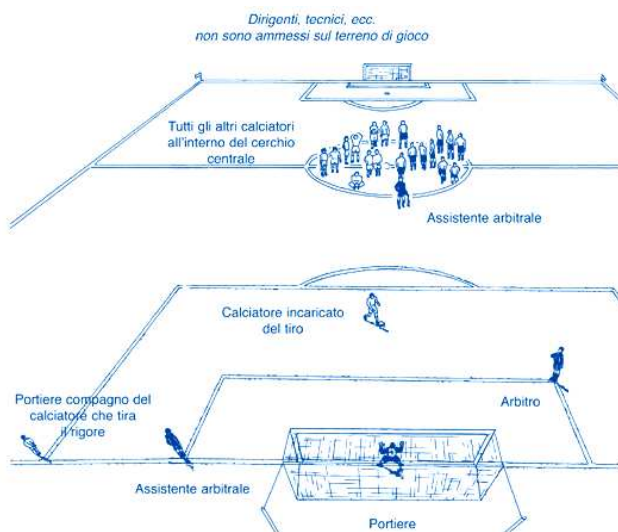 Dirigenti, tecnici, ecc.
non sono ammessi sul terreno di gioco
Tutti gli altri calciatori
all'interno del cerchio
centrale
Assistente arbitrale
Calciatore incaricato
del tiro
Portiere compagno del
calciatore che tira
il rigore
Arbitro
Assistente arbitrale
Portiere